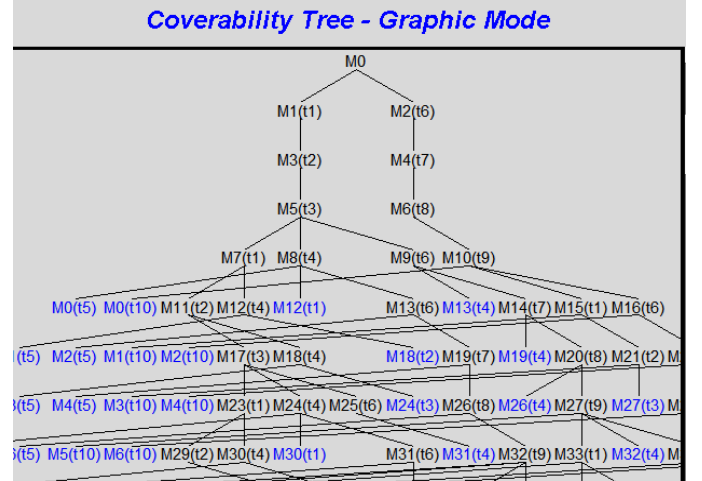 Coverability Tree - Graphic Mode
M0
M1(t1) M2(t6)
M3(t2) M4(t7)
M5(t3) M6(t8)
M7(t1) M8(t4) M9(t6) M10(t9)
M0(t5) M0(t10) M11(t2) M12(t4) M12(t1) M13(t6) M13(t4) M14(t7) M15(t1) M16(t6)
M2(t5) M1(t10) M2(t10) M17(t3) M18(t4) M18(t2) M19(t7) M19(t4) M20(t8) M21(t2)
M4(t5) M3(t10) M4(t10) M23(t1) M24(t4) M25(t6) M24(t3) M26(t8) M26(t4) M27(t9) M27(t3)
M5(t10) M6(t10) M29(t2) M30(t4) M30(t1) M31(t6) M31(t4) M32(t9) M33(t1) M32(t4)